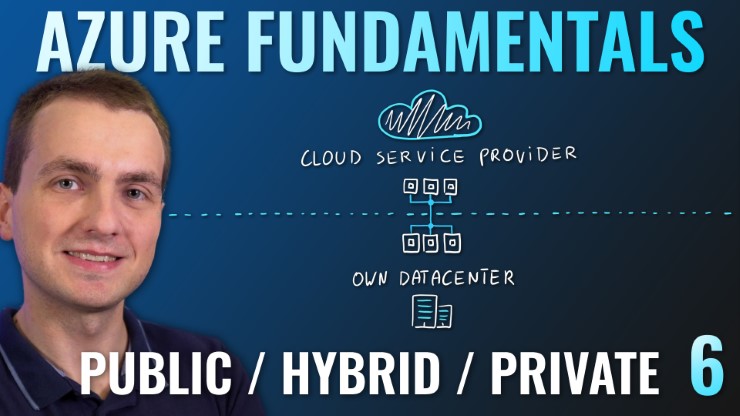 AZURE FUNDAMENTALS
CLOUD SERVICE PROVIDER
OWN DATACENTER
PUBLIC / HYBRID / PRIVATE 6